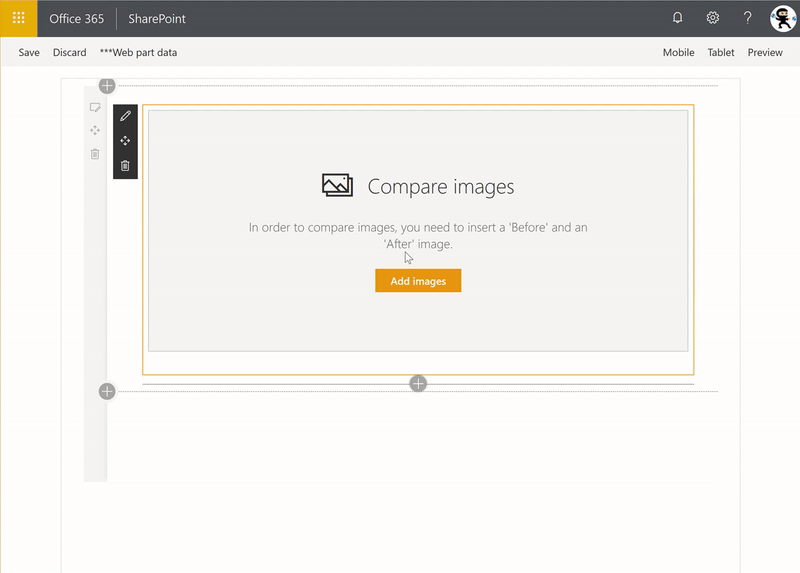 Office 365 SharePoint ?
Save Discard ***Web part data Mobile Tablet Preview
Compare images
In order to compare images, you need to insert a 'Before' and an
'After' image.
Add images